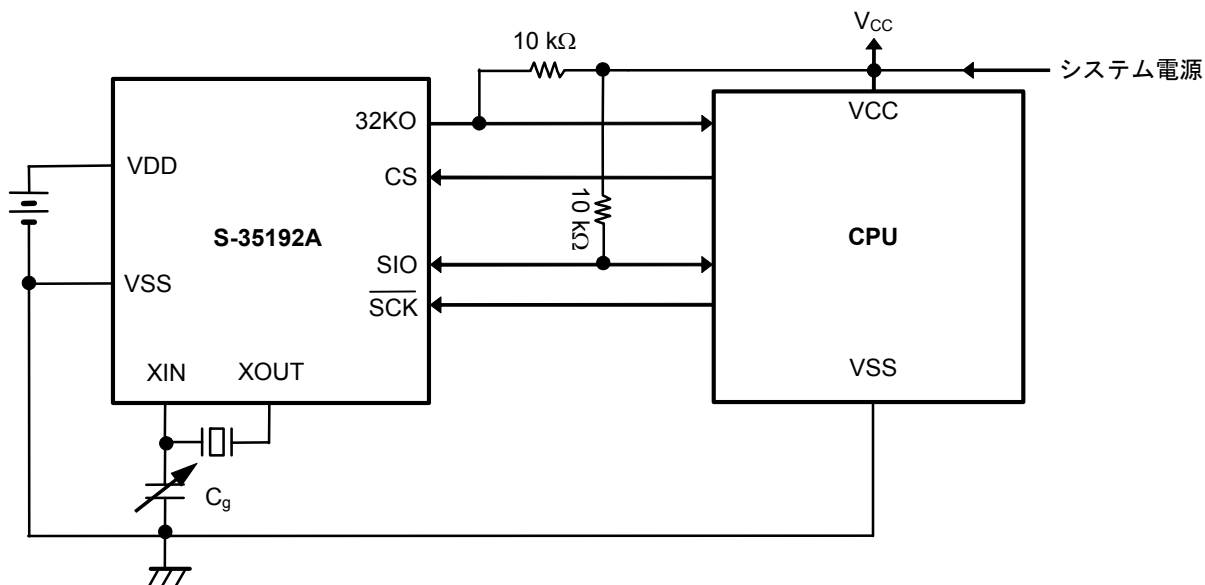 VCC
10 kΩ
システム電源
32KO
VCC
VDD
CS
10 kΩ
S-35192A
CPU
SIO
VSS
SCK
XIN
XOUT
VSS
Cg